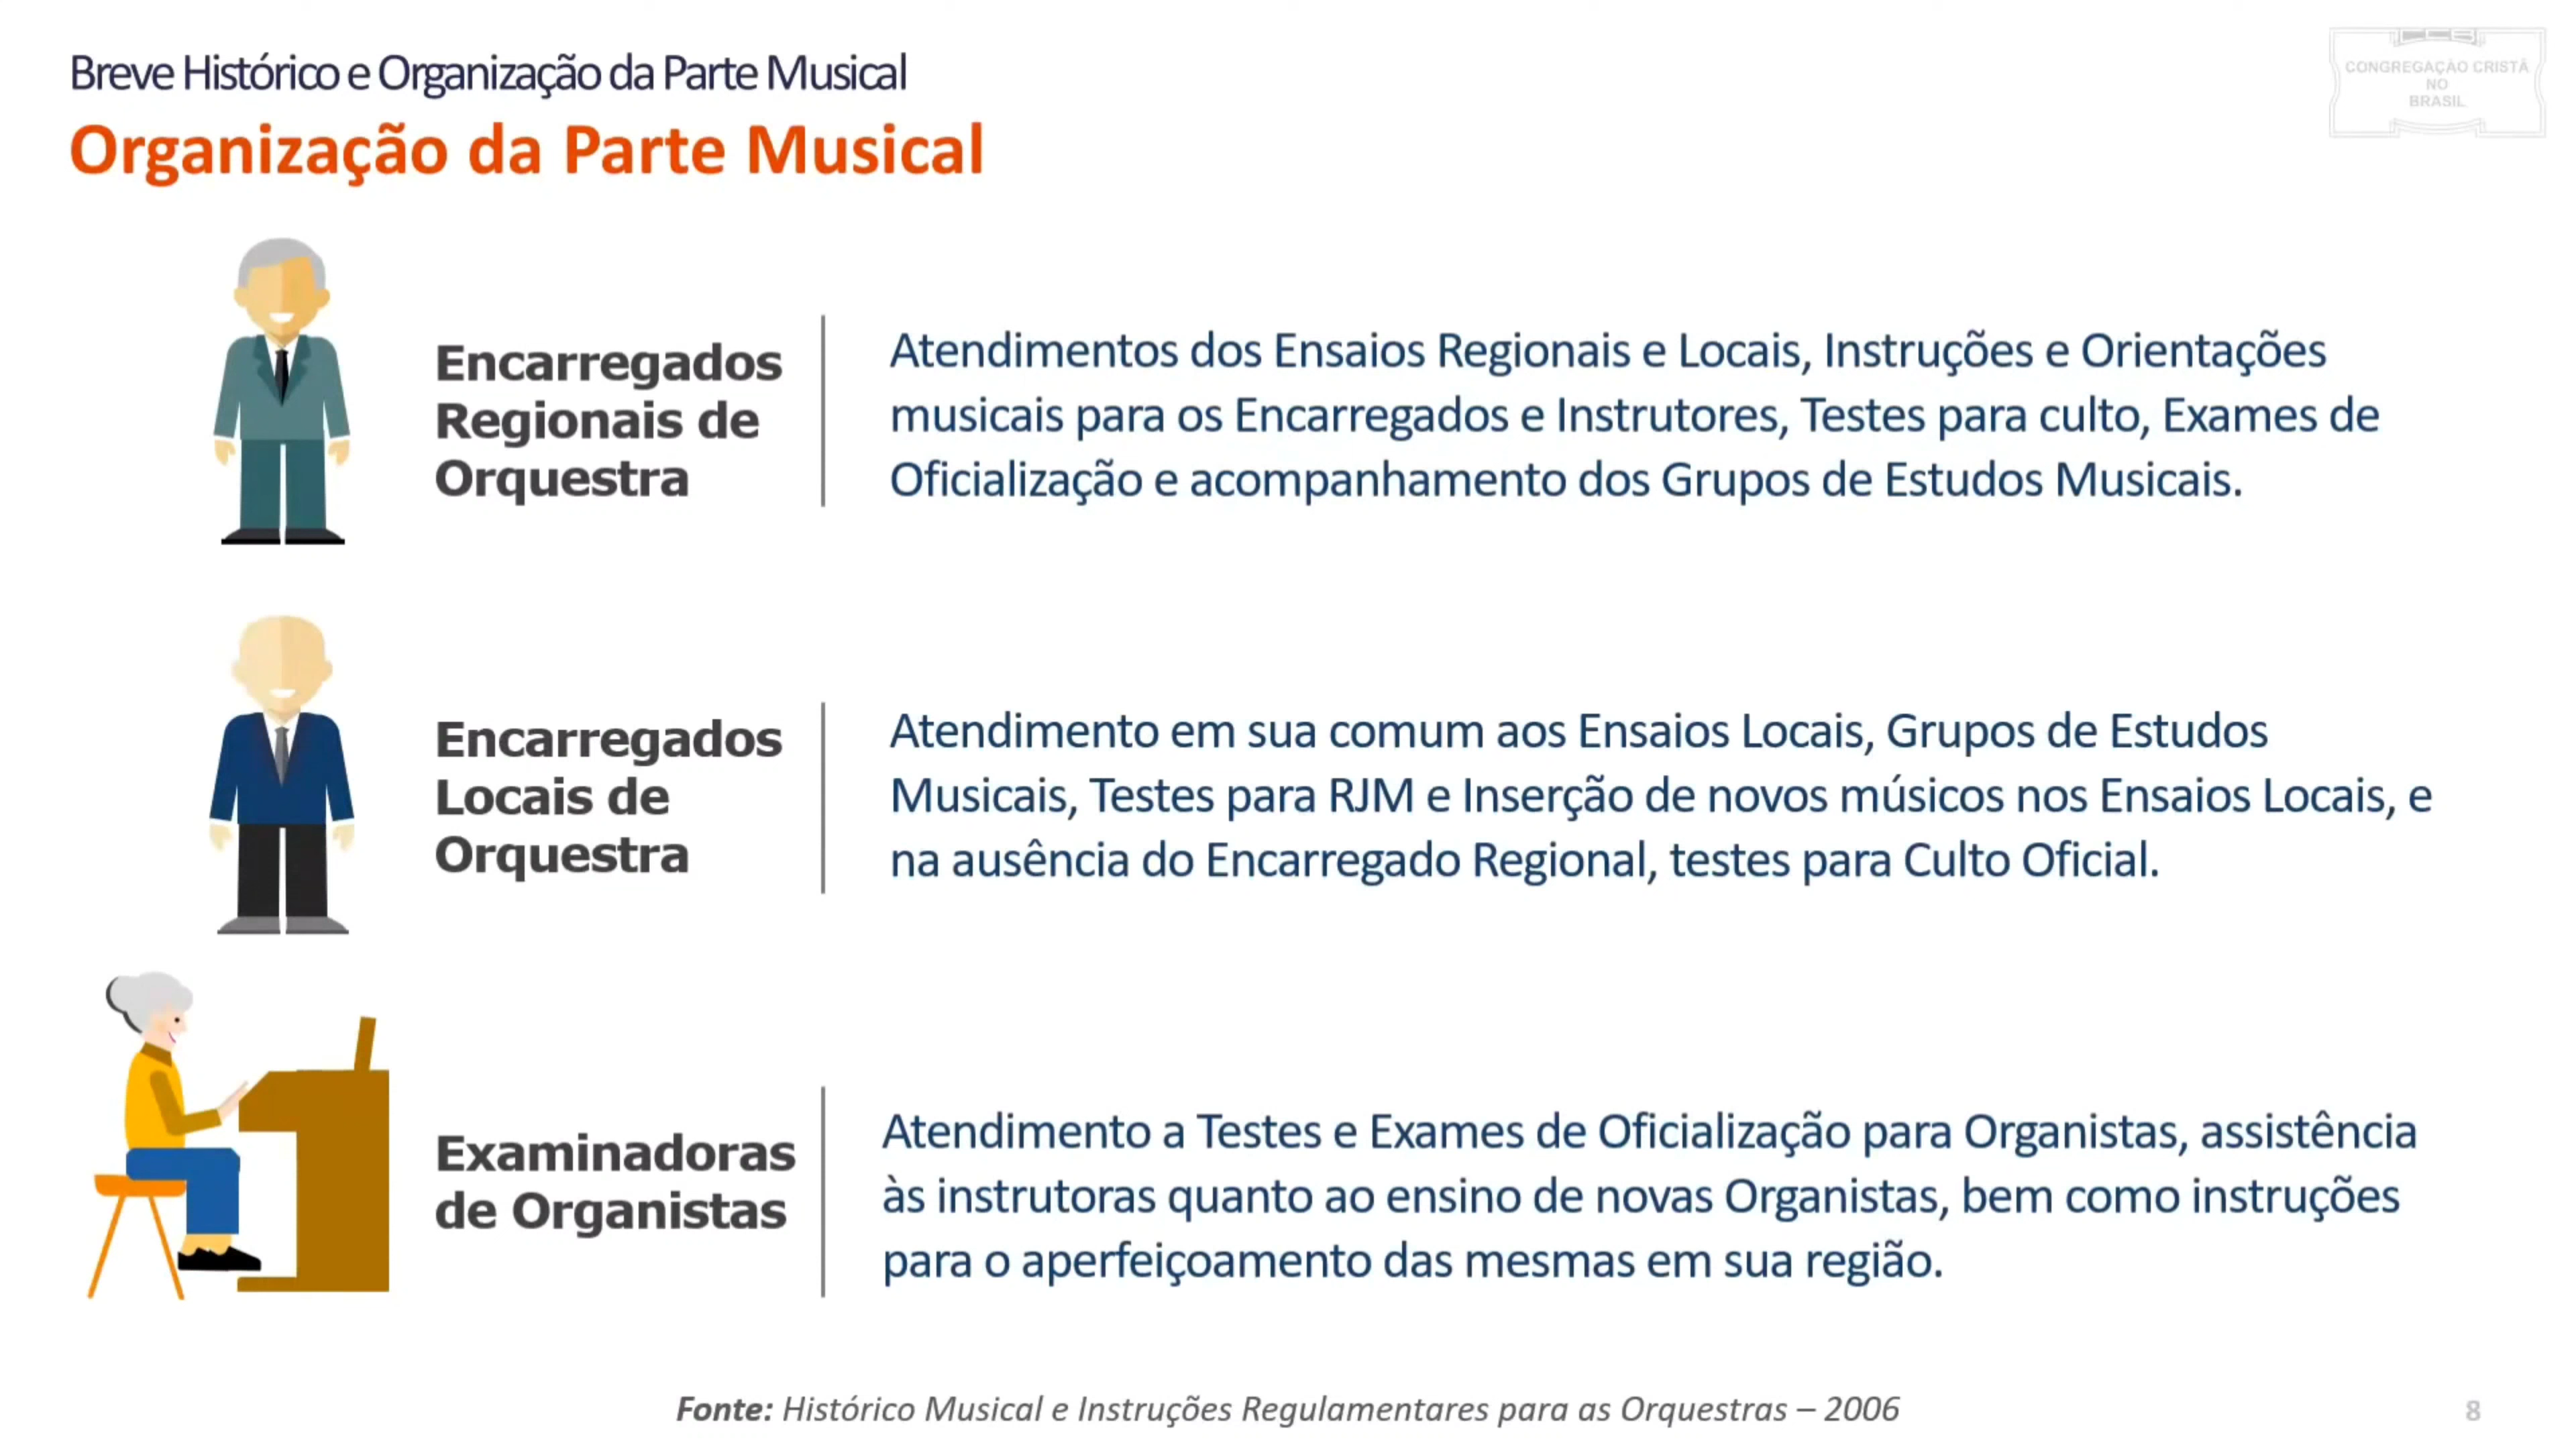 Breve Histórico e Organização da Parte Musical
Organização da Parte Musical
CCB
CONGREGAÇÃO CRISTÃ
NO
BRASIL
Encarregados
Regionais de
Orquestra
Atendimentos dos Ensaios Regionais e Locais, Instruções e Orientações
musicais para os Encarregados e Instrutores, Testes para culto, Exames de
Oficialização e acompanhamento dos Grupos de Estudos Musicais.
Encarregados
Locais de
Orquestra
Atendimento em sua comum aos Ensaios Locais, Grupos de Estudos
Musicais, Testes para RJM e Inserção de novos músicos nos Ensaios Locais, e
na ausência do Encarregado Regional, testes para Culto Oficial.
Examinadoras
de Organistas
Atendimento a Testes e Exames de Oficialização para Organistas, assistência
às instrutoras quanto ao ensino de novas Organistas, bem como instruções
para o aperfeiçoamento das mesmas em sua região.
Fonte: Histórico Musical e Instruções Regulamentares para as Orquestras – 2006
8